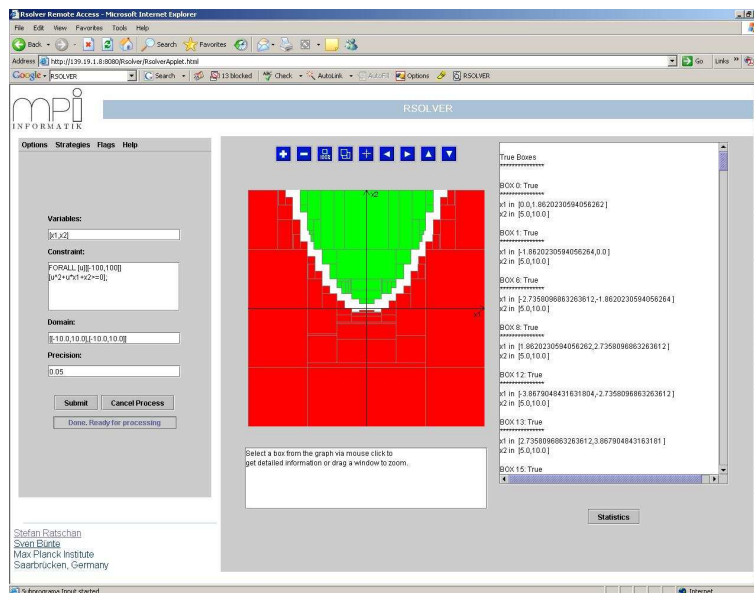 Rsolver Remote Access - Microsoft Internet Explorer
File Edit View Favorites Tools Help
Back Search Favorites
Address http://139.19.1.8:8080/Rsolver/RsolverApplet.html Go Links »
Google - RSOLVER Search 13 blocked Check AutoLink AutoFill Options RSOLVER
mpi
INFORMATIK
RSOLVER
Options Strategies Flags Help
Variables:
[x1,x2]
Constraint:
FORALL [u][[-100,100]]
[u^2+u*x1+x2>=0];
Domain:
[[-10.0,10.0],[-10.0,10.0]]
Precision:
0.05
Submit Cancel Process
Done. Ready for processing
x2
x1
Select a box from the graph via mouse click to
get detailed information or drag a window to zoom.
True Boxes
***************
BOX 0: True
***************
x1 in [0.0,1.8620230594056262]
x2 in [5.0,10.0]
BOX 1: True
***************
x1 in [-1.8620230594056264,0.0]
x2 in [5.0,10.0]
BOX 6: True
***************
x1 in [-2.7358096863263612,-1.8620230594056264]
x2 in [5.0,10.0]
BOX 8: True
***************
x1 in [1.8620230594056262,2.7358096863263612]
x2 in [5.0,10.0]
BOX 12: True
***************
x1 in [-3.8679048431631804,-2.7358096863263612]
x2 in [5.0,10.0]
BOX 13: True
***************
x1 in [2.7358096863263612,3.867904843163181]
x2 in [5.0,10.0]
BOX 15: True
Statistics
Stefan Ratschan
Sven Bünte
Max Planck Institute
Saarbrücken, Germany
Subprograma Input started
Internet